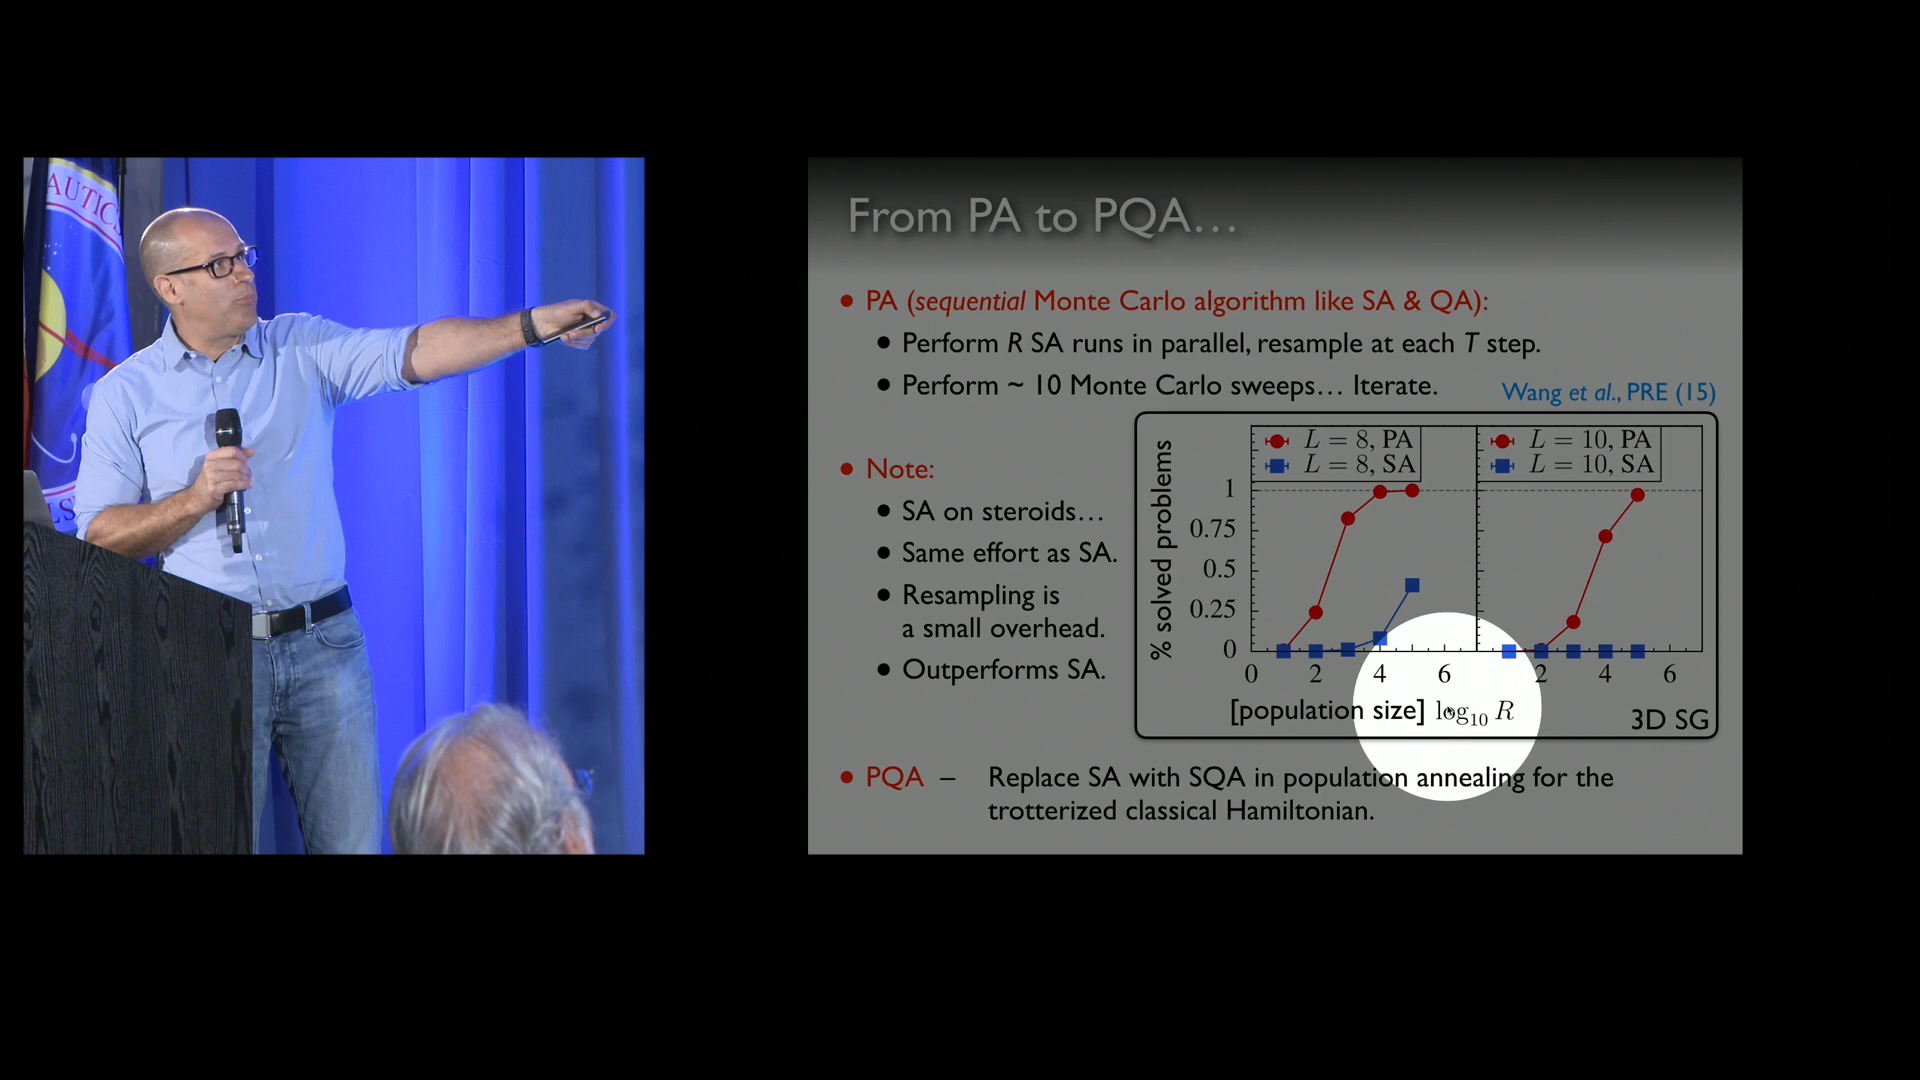 AUTIC
LS
From PA to PQA...
• PA (sequential Monte Carlo algorithm like SA & QA):
• Perform R SA runs in parallel, resample at each T step.
• Perform ~ 10 Monte Carlo sweeps... Iterate.
Wang et al., PRE (15)
• Note:
• SA on steroids...
• Same effort as SA.
• Resampling is
a small overhead.
• Outperforms SA.
% solved problems
L = 8, PA
L = 8, SA
L = 10, PA
L = 10, SA
1
0.75
0.5
0.25
0
0 2 4 6 2 4 6
[population size] log₁₀ R
3D SG
• PQA – Replace SA with SQA in population annealing for the
trotterized classical Hamiltonian.